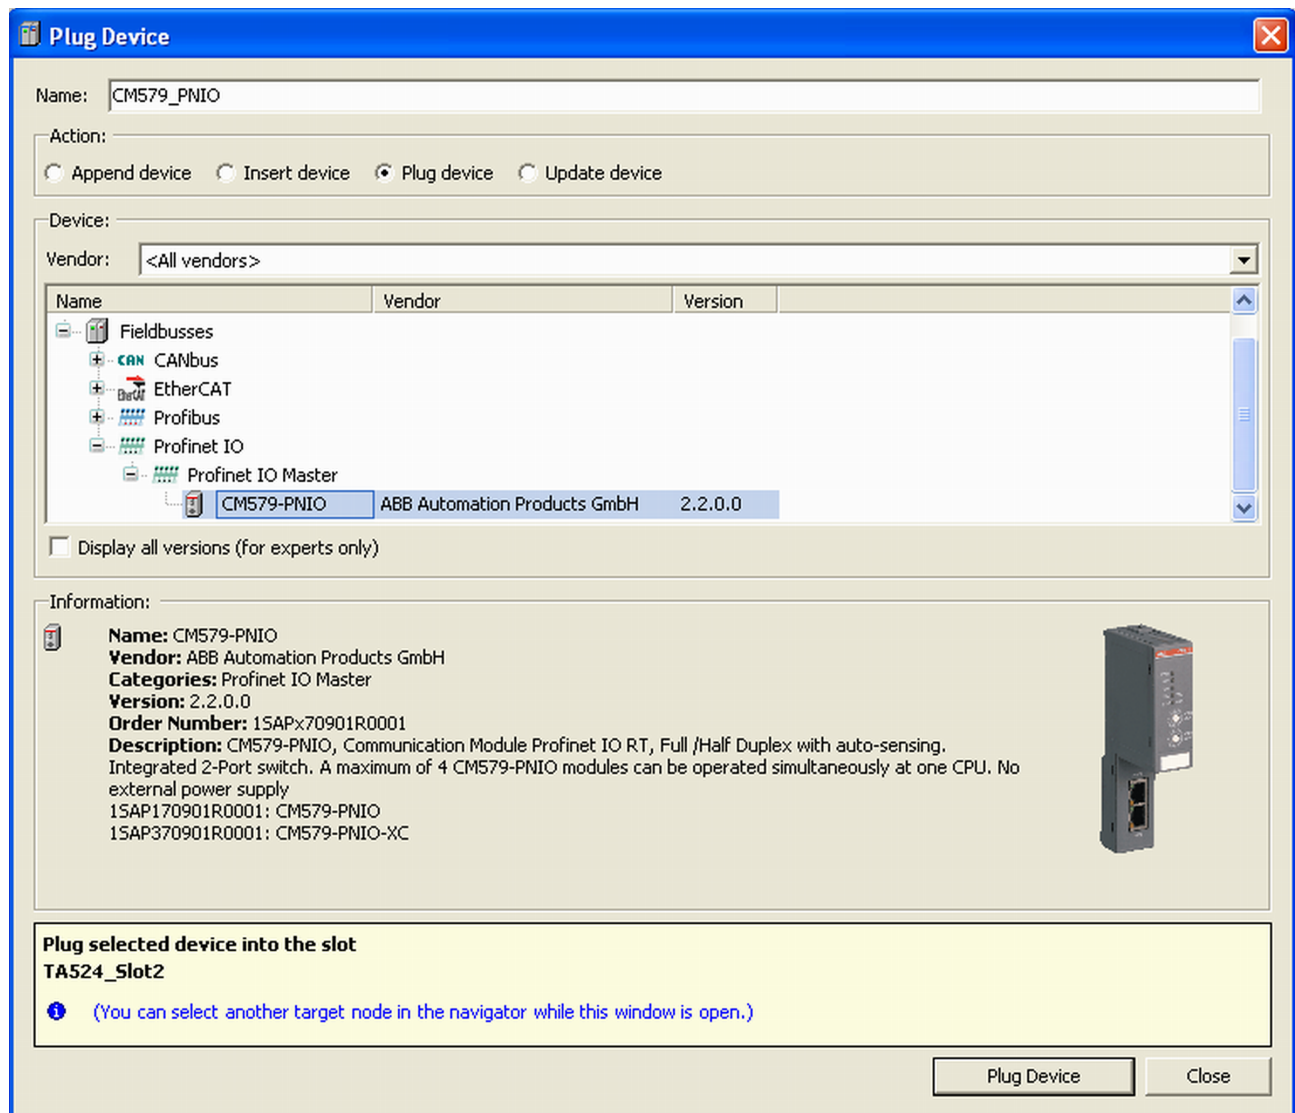 Plug Device
Name: CM579_PNIO
Action:
Append device Insert device Plug device Update device
Device:
Vendor: <All vendors>
Name Vendor Version
Fieldbusses
CAN CANbus
EtherCAT EtherCAT
Profibus
Profinet IO
Profinet IO Master
CM579-PNIO ABB Automation Products GmbH 2.2.0.0
Display all versions (for experts only)
Information:
Name: CM579-PNIO
Vendor: ABB Automation Products GmbH
Categories: Profinet IO Master
Version: 2.2.0.0
Order Number: 1SAPx70901R0001
Description: CM579-PNIO, Communication Module Profinet IO RT, Full /Half Duplex with auto-sensing.
Integrated 2-Port switch. A maximum of 4 CM579-PNIO modules can be operated simultaneously at one CPU. No
external power supply
1SAP170901R0001: CM579-PNIO
1SAP370901R0001: CM579-PNIO-XC
Plug selected device into the slot
TA524_Slot2
(You can select another target node in the navigator while this window is open.)
Plug Device Close